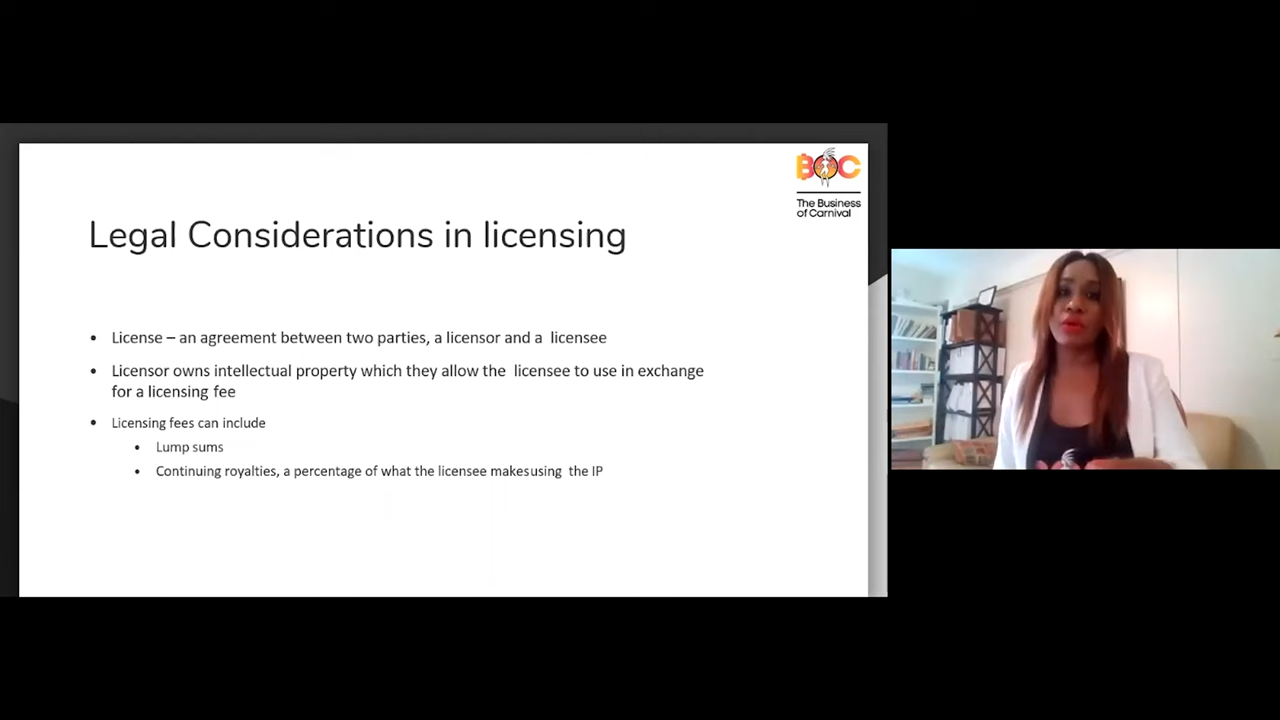 BOC
The Business
of Carnival
Legal Considerations in licensing
• License – an agreement between two parties, a licensor and a licensee
• Licensor owns intellectual property which they allow the licensee to use in exchange
for a licensing fee
• Licensing fees can include
• Lump sums
• Continuing royalties, a percentage of what the licensee makesusing the IP